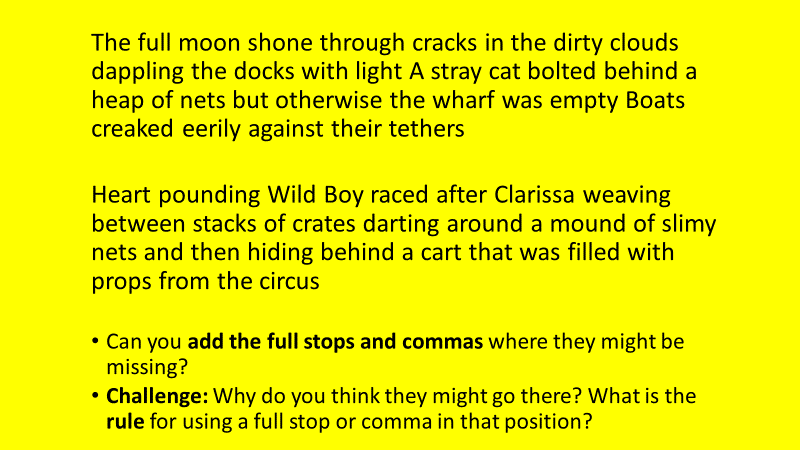 The full moon shone through cracks in the dirty clouds
dappling the docks with light A stray cat bolted behind a
heap of nets but otherwise the wharf was empty Boats
creaked eerily against their tethers
Heart pounding Wild Boy raced after Clarissa weaving
between stacks of crates darting around a mound of slimy
nets and then hiding behind a cart that was filled with
props from the circus
• Can you add the full stops and commas where they might be
missing?
• Challenge: Why do you think they might go there? What is the
rule for using a full stop or comma in that position?